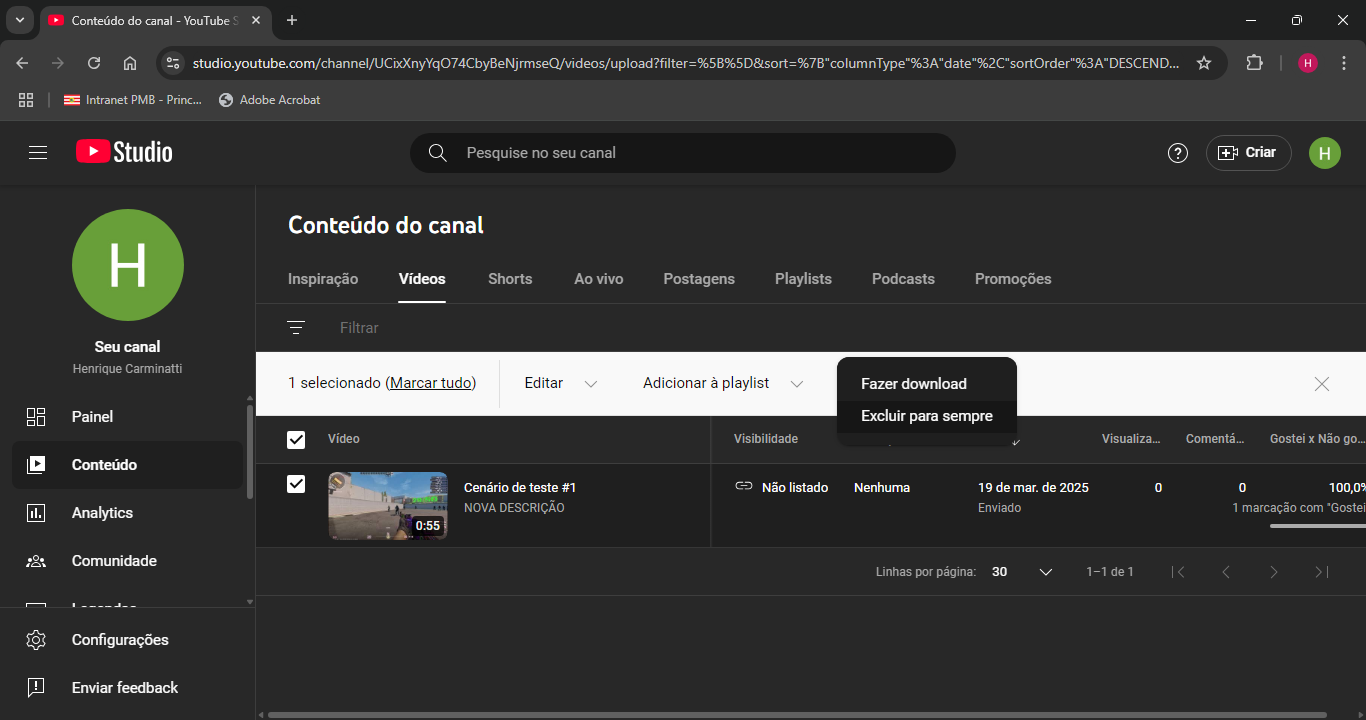 Conteúdo do canal - YouTube S
studio.youtube.com/channel/UCixXnyYqO74CbyBeNjrmseQ/videos/upload?filter=%5B%5D&sort=%7B"columnType"%3A"date"%2C"sortOrder"%3A"DESCEND...
H
Intranet PMB - Princ...
Adobe Acrobat
Studio
Pesquise no seu canal
Criar
H
H
Seu canal
Henrique Carminatti
Painel
Conteúdo
Analytics
Comunidade
Configurações
Enviar feedback
Conteúdo do canal
Inspiração Vídeos Shorts Ao vivo Postagens Playlists Podcasts Promoções
Filtrar
1 selecionado (Marcar tudo) Editar Adicionar à playlist
Fazer download
Excluir para sempre
Vídeo Visibilidade Visualiza... Comentá... Gostei x Não go...
Cenário de teste #1 Não listado Nenhuma 19 de mar. de 2025 0 0 100,0%
NOVA DESCRIÇÃO Enviado 1 marcação com "Gostei
0:55
Linhas por página: 30 1–1 de 1